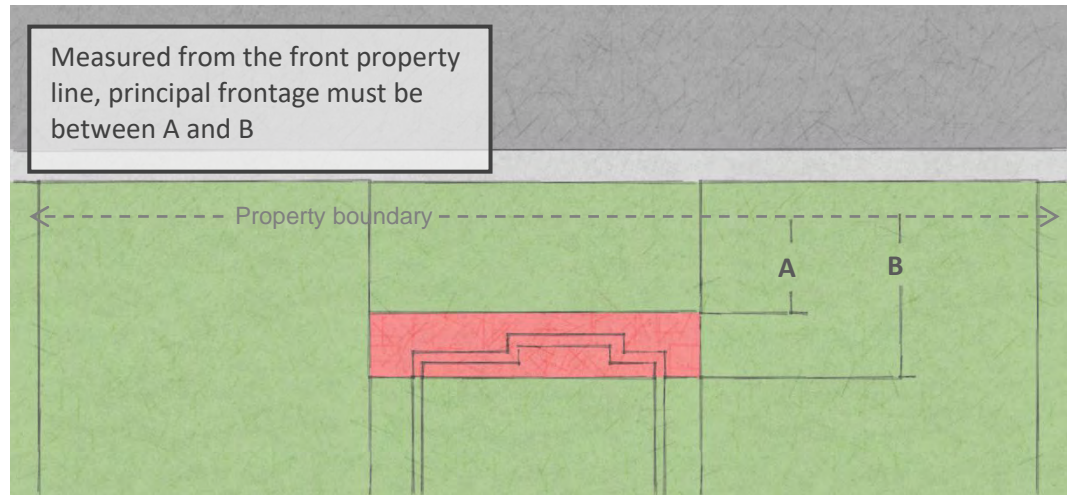 Measured from the front property
line, principal frontage must be
between A and B
Property boundary
A
B